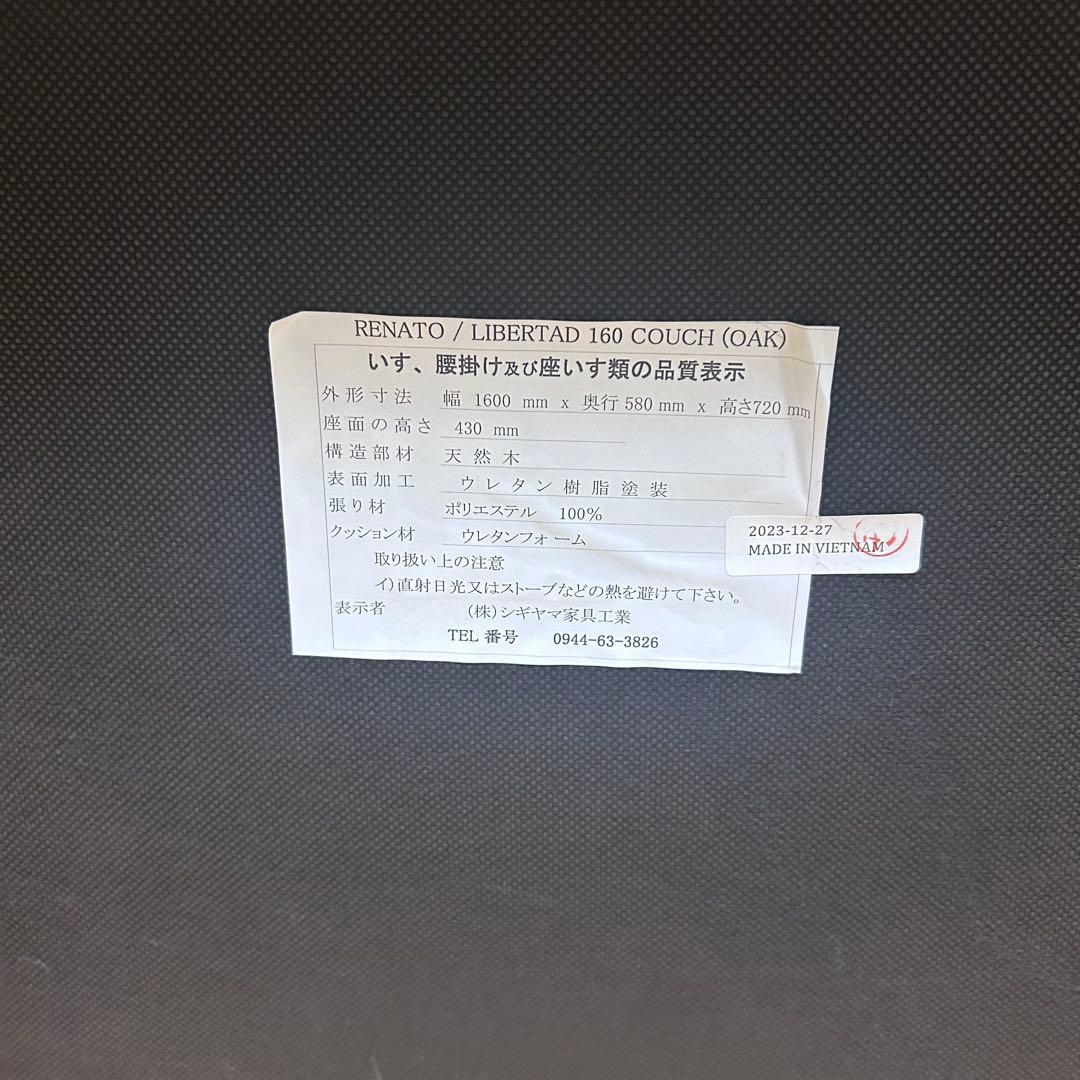 RENATO / LIBERTAD 160 COUCH (OAK)
いす、腰掛け及び座いす類の品質表示
外形寸法 幅 1600 mm x 奥行 580 mm x 高さ720 mm
座面の高さ 430 mm
構造部材 天然木
表面加工 ウレタン樹脂塗装
張り材 ポリエステル 100%
クッション材 ウレタンフォーム
取り扱い上の注意
イ)直射日光又はストーブなどの熱を避けて下さい。
表示者 (株)シギヤマ家具工業
TEL 番号 0944-63-3826
2023-12-27
MADE IN VIETNAM